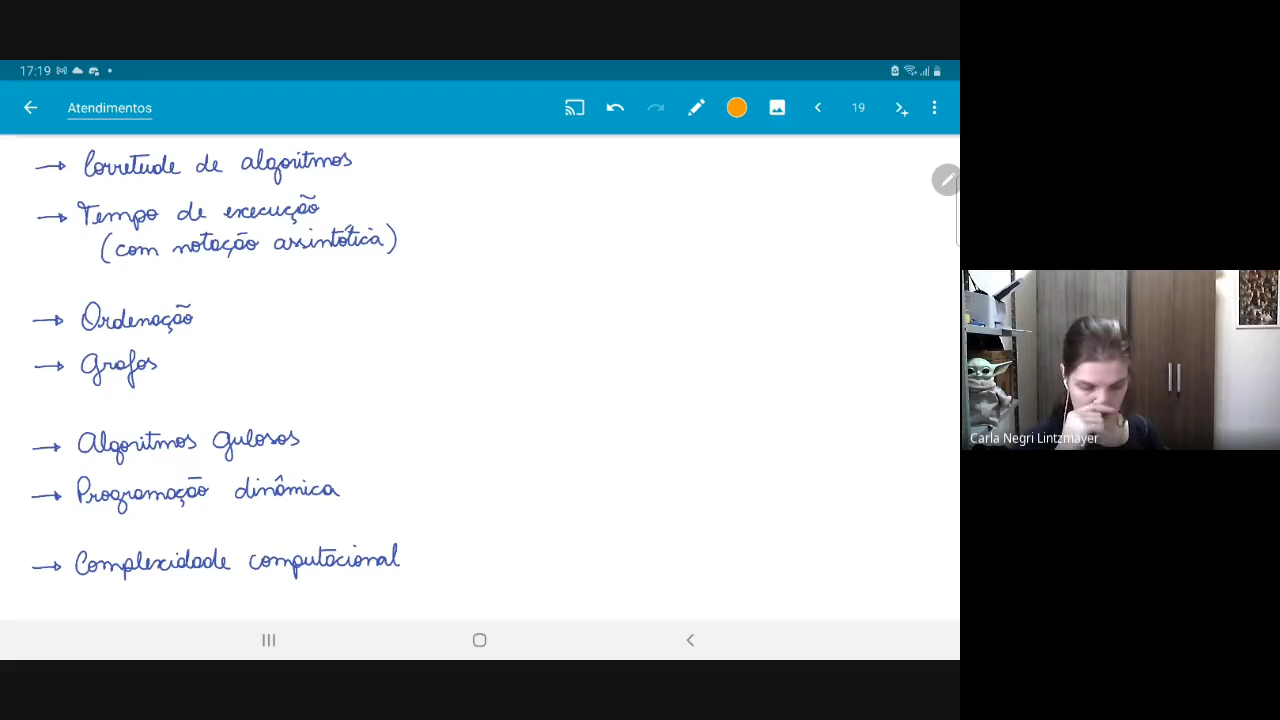 17:19
Atendimentos
19
→ Corretude de algoritmos
→ Tempo de execução
(com notação assintótica)
→ Ordenação
→ Grafos
→ Algoritmos gulosos
→ Programação dinâmica
→ Complexidade computacional
Carla Negri Lintzmayer